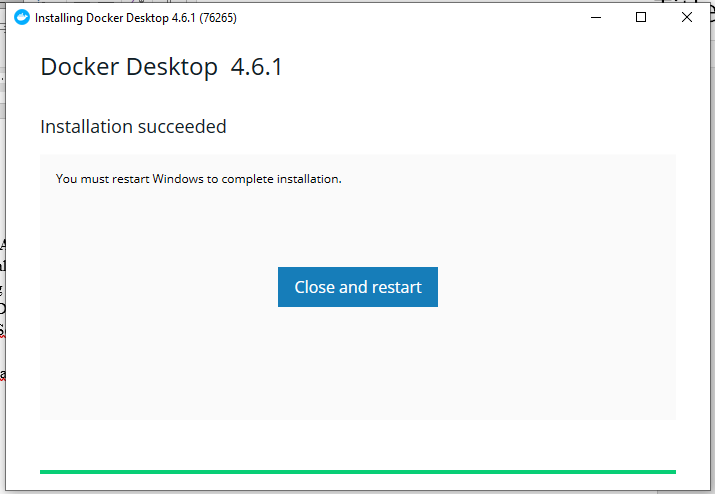 Installing Docker Desktop 4.6.1 (76265)
Docker Desktop 4.6.1
Installation succeeded
You must restart Windows to complete installation.
Close and restart